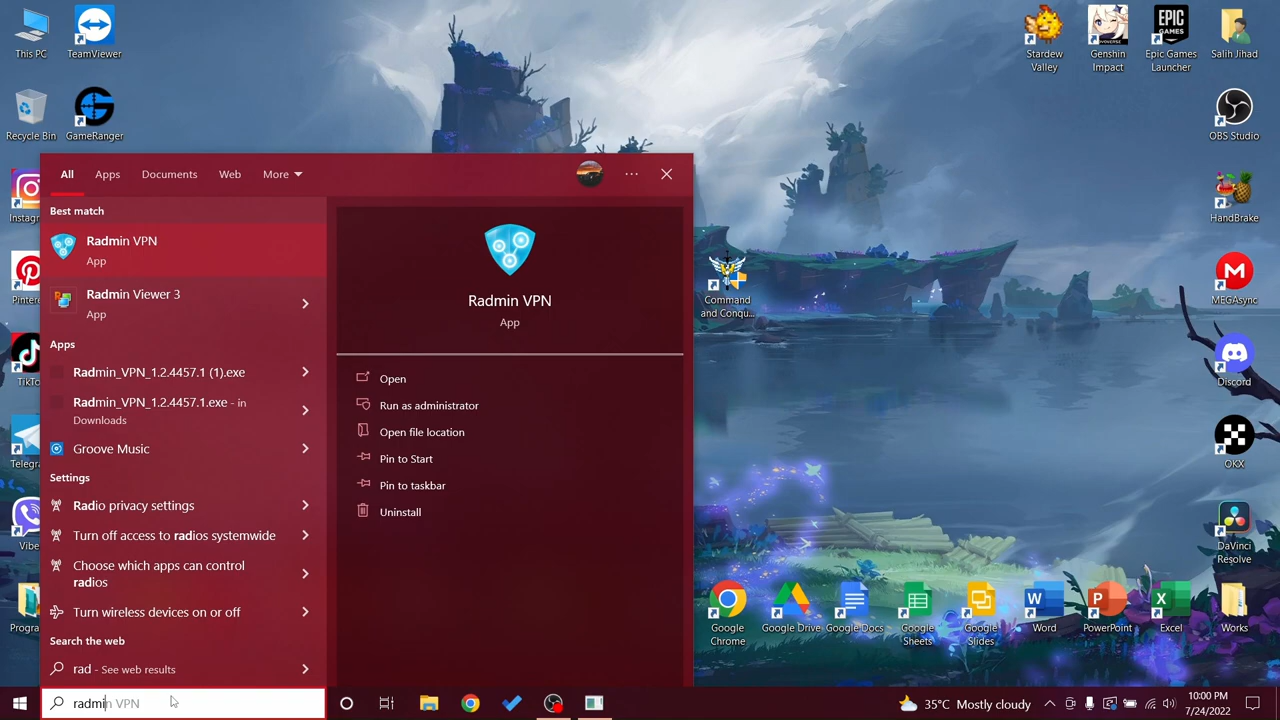 This PC
TeamViewer
Recycle Bin
GameRanger
Stardew
Valley
Genshin
Impact
EPIC
GAMES
Epic Games
Launcher
Salih Jihad
OBS Studio
HandBrake
MEGAsync
Discord
OKX
DaVinci
Resolve
Command
and Conqu...
All
Apps
Documents
Web
More
Best match
Radmin VPN
App
Radmin Viewer 3
App
Apps
Radmin_VPN_1.2.4457.1 (1).exe
Radmin_VPN_1.2.4457.1.exe - in
Downloads
Groove Music
Settings
Radio privacy settings
Turn off access to radios systemwide
Choose which apps can control
radios
Turn wireless devices on or off
Search the web
rad - See web results
radmin VPN
Radmin VPN
App
Open
Run as administrator
Open file location
Pin to Start
Pin to taskbar
Uninstall
Instag
Pintere
TikT
Telegra
Vibe
Progra
Google
Chrome
Google Drive
Google Docs
Google
Sheets
Google
Slides
Word
PowerPoint
Excel
Works
35°C Mostly cloudy
10:00 PM
7/24/2022